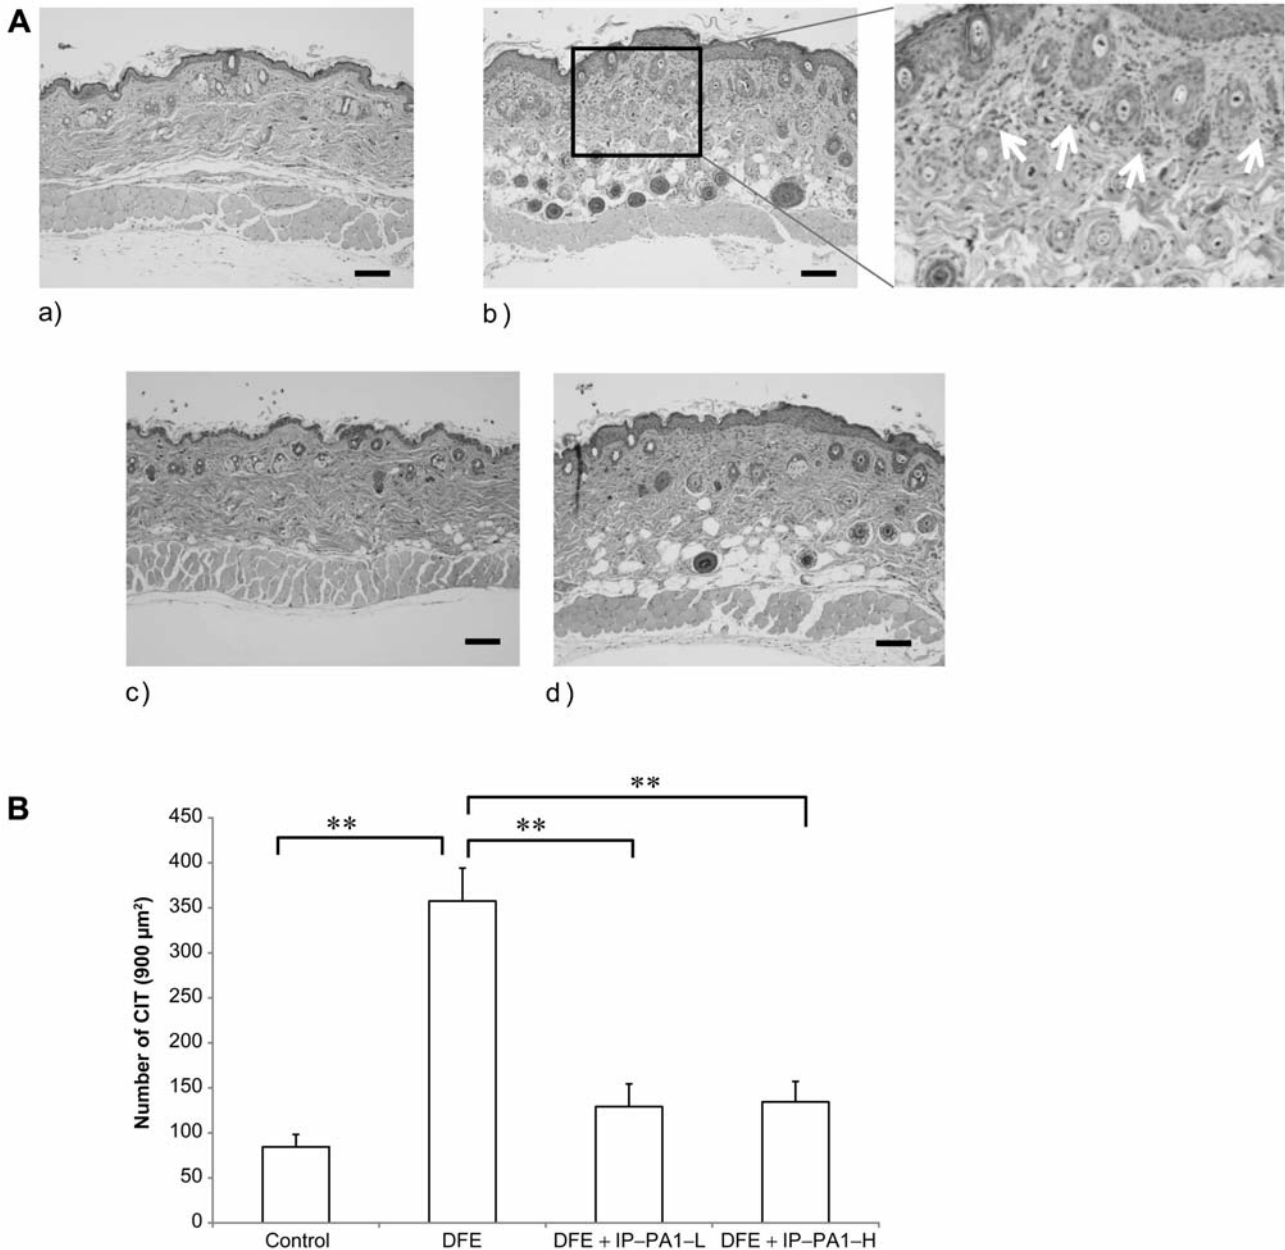 A
a)
b)
c)
d)
B
**
**
**
Number of CIT (900 μm²)
450
400
350
300
250
200
150
100
50
0
Control DFE DFE + IP–PA1–L DFE + IP–PA1–H